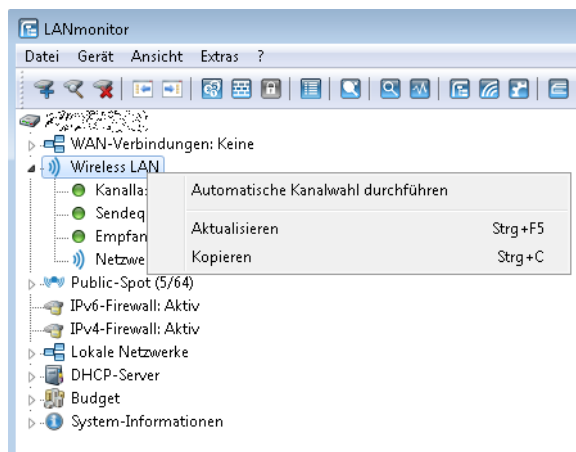 LANmonitor
Datei Gerät Ansicht Extras ?
WAN-Verbindungen: Keine
Wireless LAN
Automatische Kanalwahl durchführen
Aktualisieren Strg+F5
Kopieren Strg+C
Public-Spot (5/64)
IPv6-Firewall: Aktiv
IPv4-Firewall: Aktiv
Lokale Netzwerke
DHCP-Server
Budget
System-Informationen